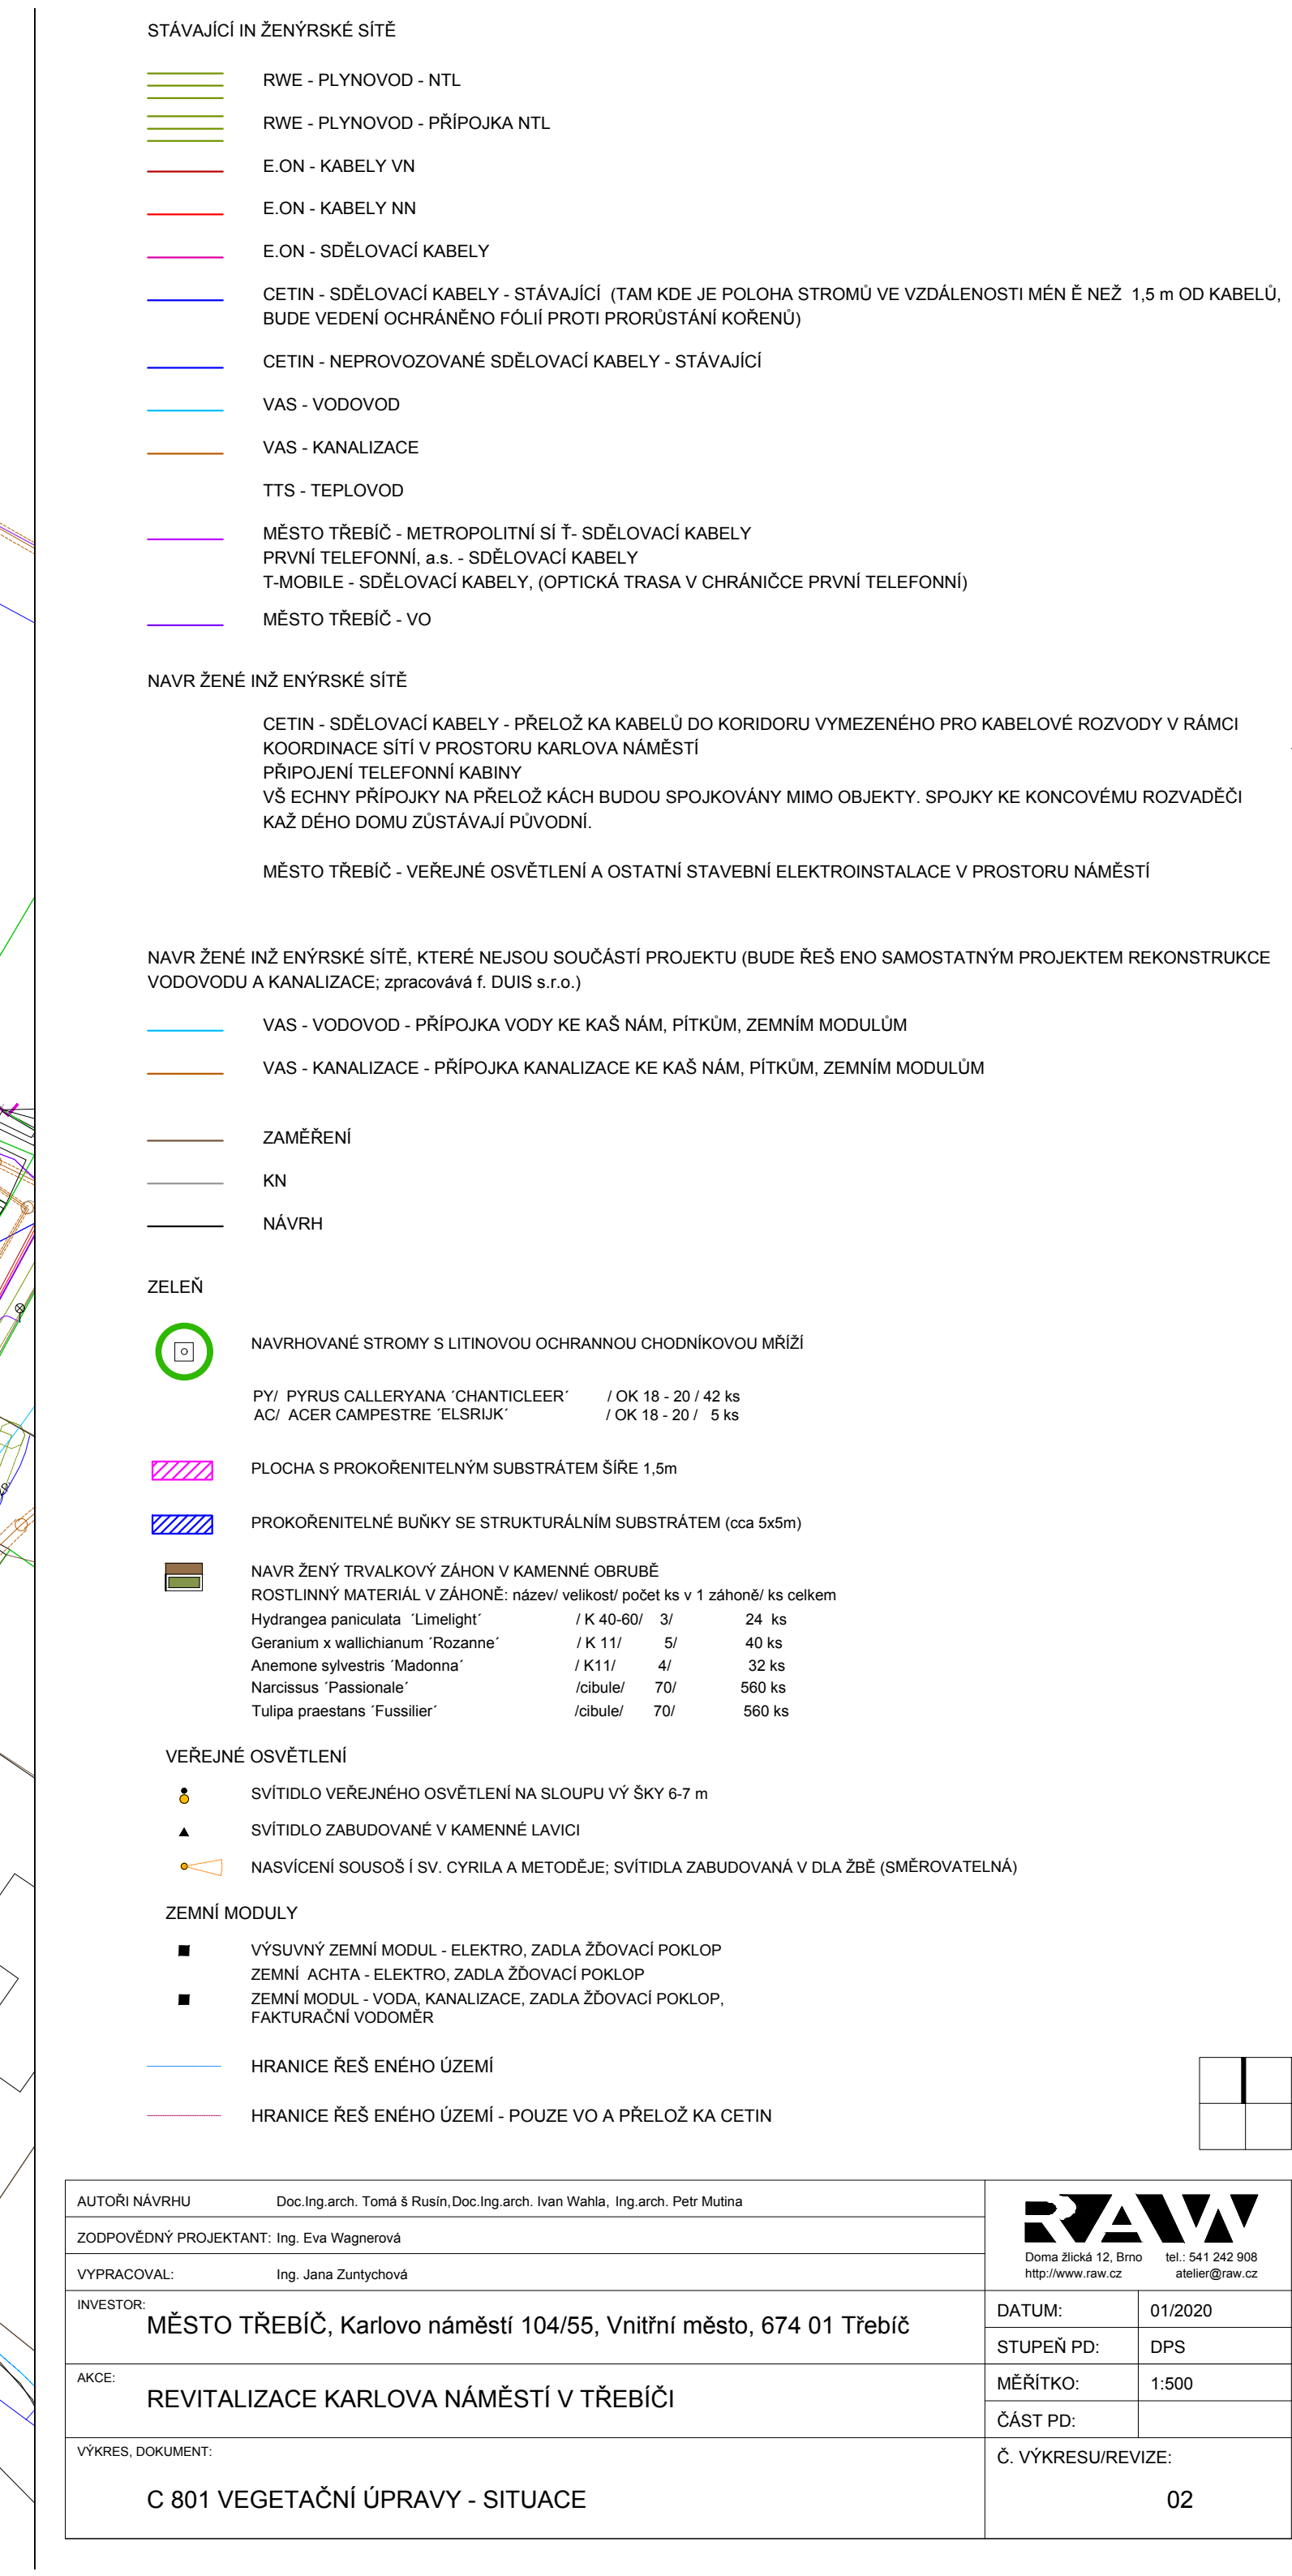 STÁVAJÍCÍ IN ŽENÝRSKÉ SÍTĚ
RWE - PLYNOVOD - NTL
RWE - PLYNOVOD - PŘÍPOJKA NTL
E.ON - KABELY VN
E.ON - KABELY NN
E.ON - SDĚLOVACÍ KABELY
CETIN - SDĚLOVACÍ KABELY - STÁVAJÍCÍ (TAM KDE JE POLOHA STROMŮ VE VZDÁLENOSTI MÉN Ě NEŽ 1,5 m OD KABELŮ,
BUDE VEDENÍ OCHRÁNĚNO FÓLIÍ PROTI PRORŮSTÁNÍ KOŘENŮ)
CETIN - NEPROVOZOVANÉ SDĚLOVACÍ KABELY - STÁVAJÍCÍ
VAS - VODOVOD
VAS - KANALIZACE
TTS - TEPLOVOD
MĚSTO TŘEBÍČ - METROPOLITNÍ SÍ Ť- SDĚLOVACÍ KABELY
PRVNÍ TELEFONNÍ, a.s. - SDĚLOVACÍ KABELY
T-MOBILE - SDĚLOVACÍ KABELY, (OPTICKÁ TRASA V CHRÁNIČCE PRVNÍ TELEFONNÍ)
MĚSTO TŘEBÍČ - VO
NAVR ŽENÉ INŽ ENÝRSKÉ SÍTĚ
CETIN - SDĚLOVACÍ KABELY - PŘELOŽ KA KABELŮ DO KORIDORU VYMEZENÉHO PRO KABELOVÉ ROZVODY V RÁMCI
KOORDINACE SÍTÍ V PROSTORU KARLOVA NÁMĚSTÍ
PŘIPOJENÍ TELEFONNÍ KABINY
VŠ ECHNY PŘÍPOJKY NA PŘELOŽ KÁCH BUDOU SPOJKOVÁNY MIMO OBJEKTY. SPOJKY KE KONCOVÉMU ROZVADĚČI
KAŽ DÉHO DOMU ZŮSTÁVAJÍ PŮVODNÍ.
MĚSTO TŘEBÍČ - VEŘEJNÉ OSVĚTLENÍ A OSTATNÍ STAVEBNÍ ELEKTROINSTALACE V PROSTORU NÁMĚSTÍ
NAVR ŽENÉ INŽ ENÝRSKÉ SÍTĚ, KTERÉ NEJSOU SOUČÁSTÍ PROJEKTU (BUDE ŘEŠ ENO SAMOSTATNÝM PROJEKTEM REKONSTRUKCE
VODOVODU A KANALIZACE; zpracovává f. DUIS s.r.o.)
VAS - VODOVOD - PŘÍPOJKA VODY KE KAŠ NÁM, PÍTKŮM, ZEMNÍM MODULŮM
VAS - KANALIZACE - PŘÍPOJKA KANALIZACE KE KAŠ NÁM, PÍTKŮM, ZEMNÍM MODULŮM
ZAMĚŘENÍ
KN
NÁVRH
ZELEŇ
NAVRHOVANÉ STROMY S LITINOVOU OCHRANNOU CHODNÍKOVOU MŘÍŽÍ
PY/ PYRUS CALLERYANA ´CHANTICLEER´ / OK 18 - 20 / 42 ks
AC/ ACER CAMPESTRE ´ELSRIJK´ / OK 18 - 20 / 5 ks
PLOCHA S PROKOŘENITELNÝM SUBSTRÁTEM ŠÍŘE 1,5m
PROKOŘENITELNÉ BUŇKY SE STRUKTURÁLNÍM SUBSTRÁTEM (cca 5x5m)
NAVR ŽENÝ TRVALKOVÝ ZÁHON V KAMENNÉ OBRUBĚ
ROSTLINNÝ MATERIÁL V ZÁHONĚ: název/ velikost/ počet ks v 1 záhoně/ ks celkem
Hydrangea paniculata ´Limelight´ / K 40-60/ 3/ 24 ks
Geranium x wallichianum ´Rozanne´ / K 11/ 5/ 40 ks
Anemone sylvestris ´Madonna´ / K11/ 4/ 32 ks
Narcissus ´Passionale´ /cibule/ 70/ 560 ks
Tulipa praestans ´Fussilier´ /cibule/ 70/ 560 ks
VEŘEJNÉ OSVĚTLENÍ
SVÍTIDLO VEŘEJNÉHO OSVĚTLENÍ NA SLOUPU VÝ ŠKY 6-7 m
SVÍTIDLO ZABUDOVANÉ V KAMENNÉ LAVICI
NASVÍCENÍ SOUSOŠ Í SV. CYRILA A METODĚJE; SVÍTIDLA ZABUDOVANÁ V DLA ŽBĚ (SMĚROVATELNÁ)
ZEMNÍ MODULY
VÝSUVNÝ ZEMNÍ MODUL - ELEKTRO, ZADLA ŽĎOVACÍ POKLOP
ZEMNÍ ACHTA - ELEKTRO, ZADLA ŽĎOVACÍ POKLOP
ZEMNÍ MODUL - VODA, KANALIZACE, ZADLA ŽĎOVACÍ POKLOP,
FAKTURAČNÍ VODOMĚR
HRANICE ŘEŠ ENÉHO ÚZEMÍ
HRANICE ŘEŠ ENÉHO ÚZEMÍ - POUZE VO A PŘELOŽ KA CETIN
AUTOŘI NÁVRHU Doc.Ing.arch. Tomá š Rusín,Doc.Ing.arch. Ivan Wahla, Ing.arch. Petr Mutina
ZODPOVĚDNÝ PROJEKTANT: Ing. Eva Wagnerová
VYPRACOVAL: Ing. Jana Zuntychová
RAW
Doma žlická 12, Brno tel.: 541 242 908
http://www.raw.cz atelier@raw.cz
INVESTOR:
MĚSTO TŘEBÍČ, Karlovo náměstí 104/55, Vnitřní město, 674 01 Třebíč
DATUM: 01/2020
STUPEŇ PD: DPS
AKCE:
REVITALIZACE KARLOVA NÁMĚSTÍ V TŘEBÍČI
MĚŘÍTKO: 1:500
ČÁST PD:
VÝKRES, DOKUMENT:
C 801 VEGETAČNÍ ÚPRAVY - SITUACE
Č. VÝKRESU/REVIZE:
02